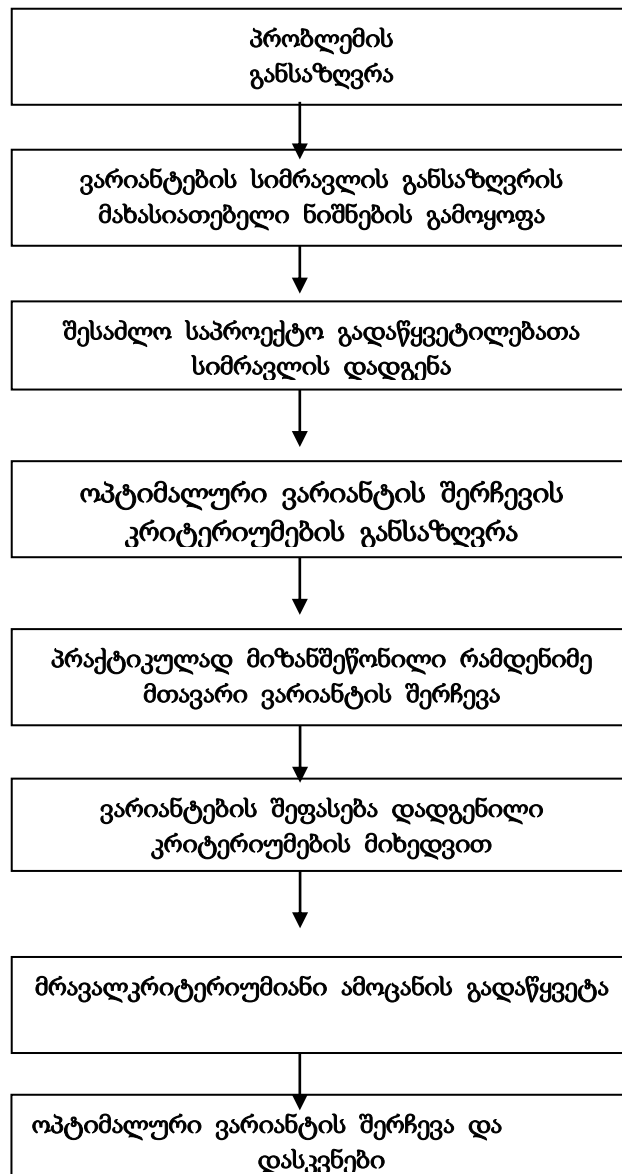 პრობლემის
განსაზღვრა
ვარიანტების სიმრავლის განსაზღვრის
მახასიათებელი ნიშნების გამოყოფა
შესაძლო საპროექტო გადაწყვეტილებათა
სიმრავლის დადგენა
ოპტიმალური ვარიანტის შერჩევის
კრიტერიუმების განსაზღვრა
პრაქტიკულად მიზანშეწონილი რამდენიმე
მთავარი ვარიანტის შერჩევა
ვარიანტების შეფასება დადგენილი
კრიტერიუმების მიხედვით
მრავალკრიტერიუმიანი ამოცანის გადაწყვეტა
ოპტიმალური ვარიანტის შერჩევა და
დასკვნები